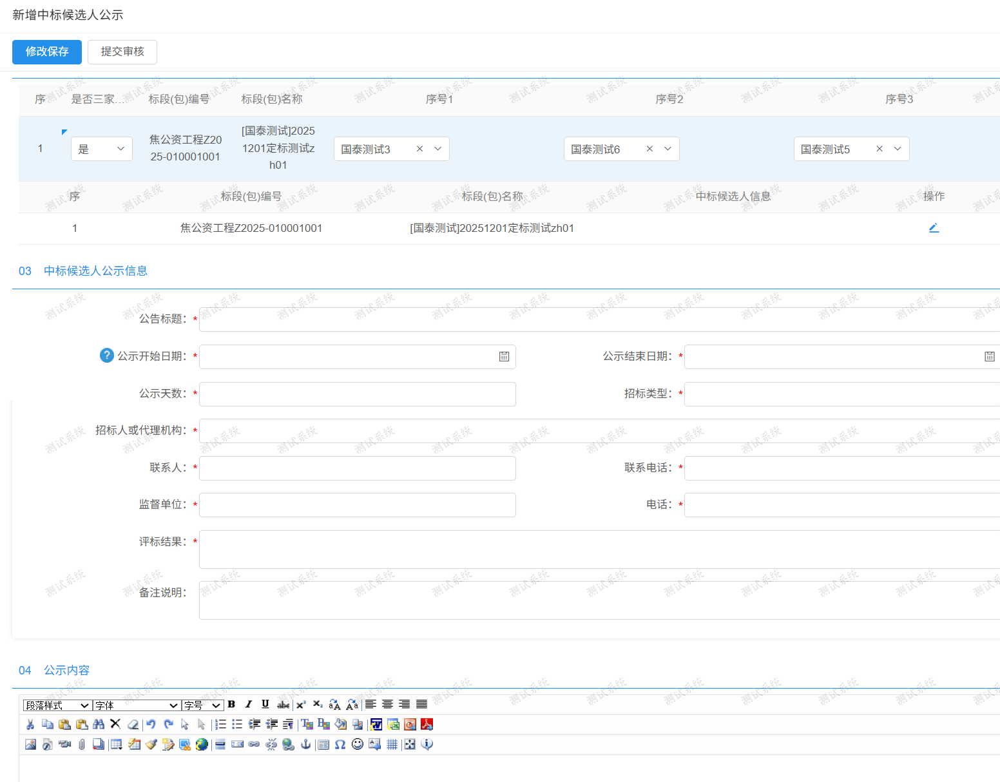 新增中标候选人公示
修改保存 提交审核
序 是否三家... 标段(包)编号 标段(包)名称 序号1 序号2 序号3
1 是 焦公资工程Z2025-010001001 [国泰测试]20251201定标测试zh01 国泰测试3 国泰测试6 国泰测试5
序 标段(包)编号 标段(包)名称 中标候选人信息 操作
1 焦公资工程Z2025-010001001 [国泰测试]20251201定标测试zh01
03 中标候选人公示信息
公告标题：*
公示开始日期：* 公示结束日期：*
公示天数：* 招标类型：*
招标人或代理机构：*
联系人：* 联系电话：*
监督单位：* 电话：*
评标结果：*
备注说明：
04 公示内容
段落样式 字体 字号
测试系统